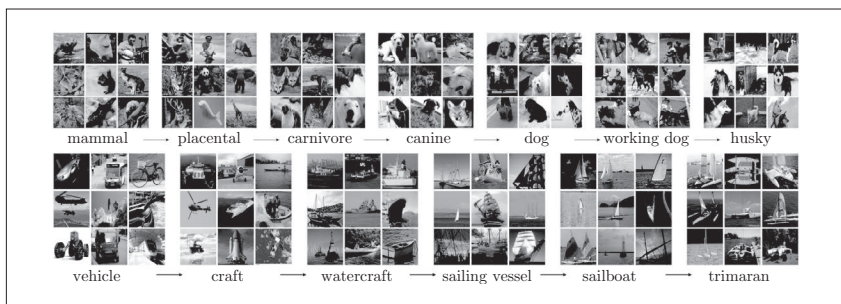 mammal → placental → carnivore → canine → dog → working dog → husky
vehicle → craft → watercraft → sailing vessel → sailboat → trimaran